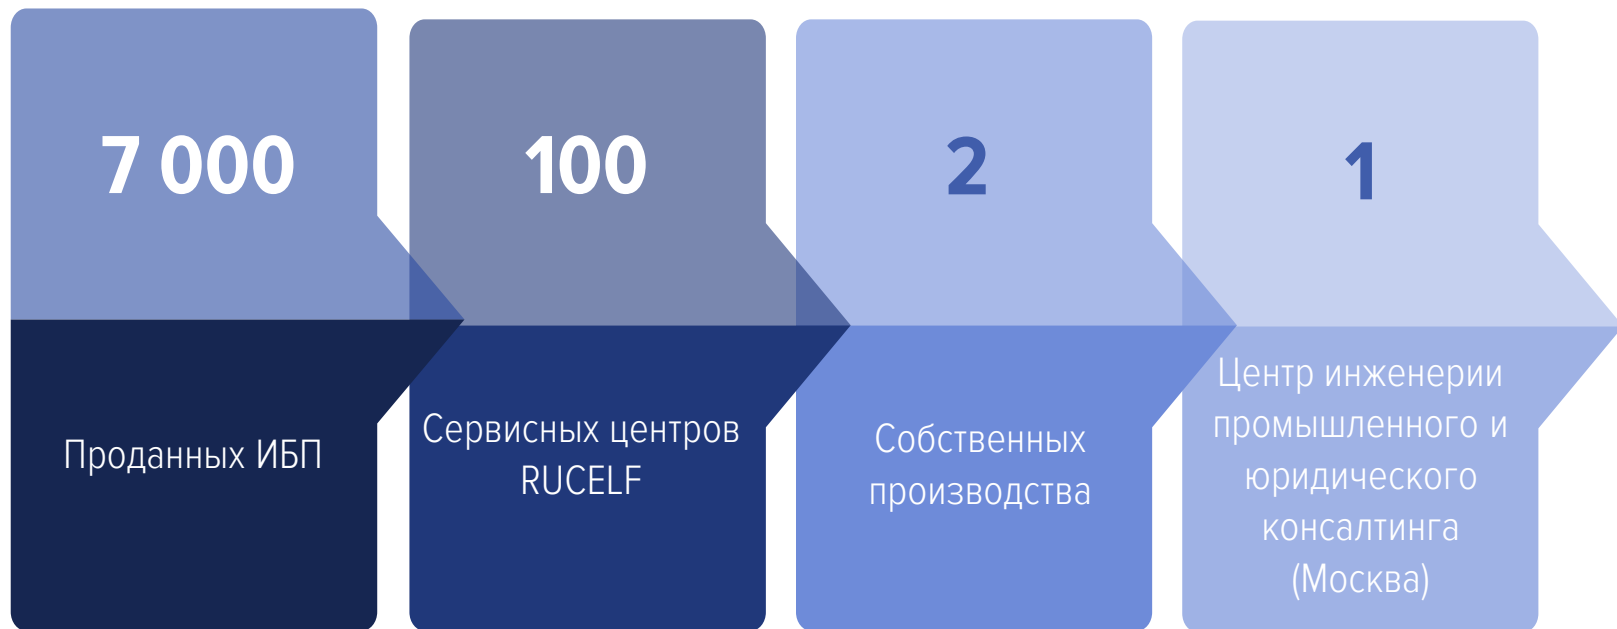 7 000
Проданных ИБП
100
Сервисных центров
RUCELF
2
Собственных
производства
1
Центр инженерии
промышленного и
юридического
консалтинга
(Москва)